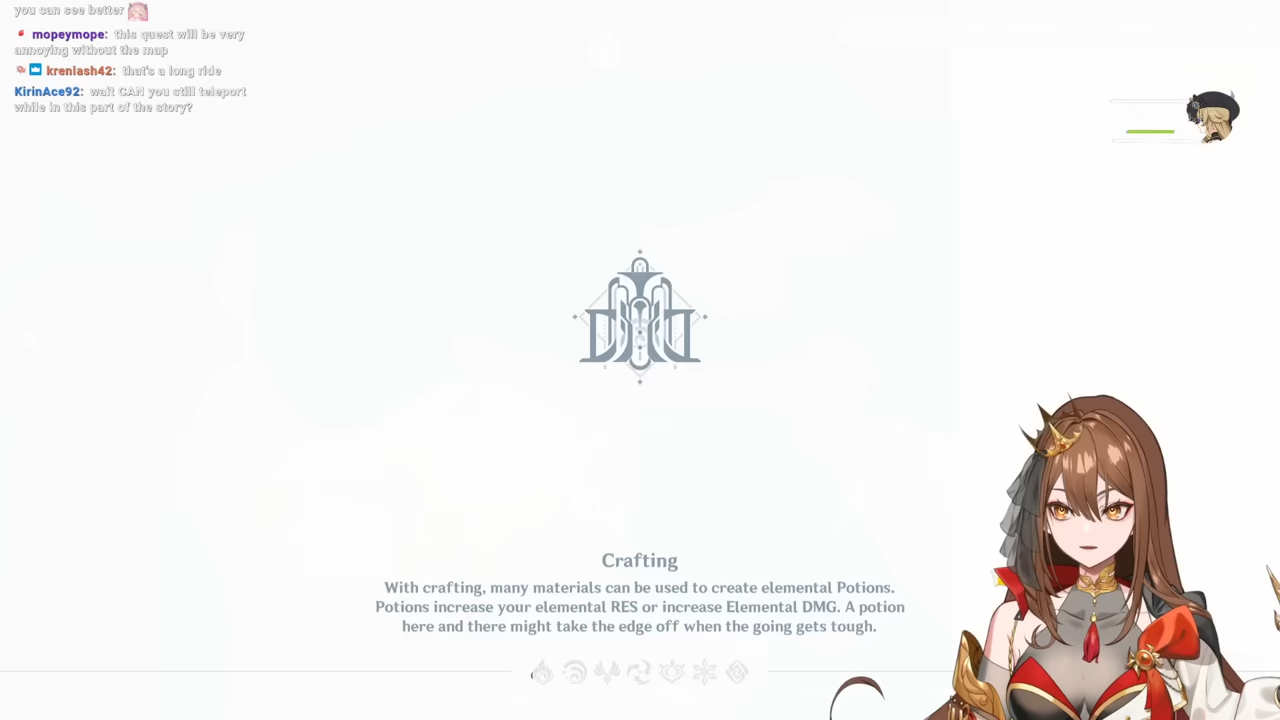 you can see better
mopeymope: this quest will be very
annoying without the map
krenlash42: that's a long ride
KirinAce92: wait CAN you still teleport
while in this part of the story?
Crafting
With crafting, many materials can be used to create elemental Potions.
Potions increase your elemental RES or increase Elemental DMG. A potion
here and there might take the edge off when the going gets tough.